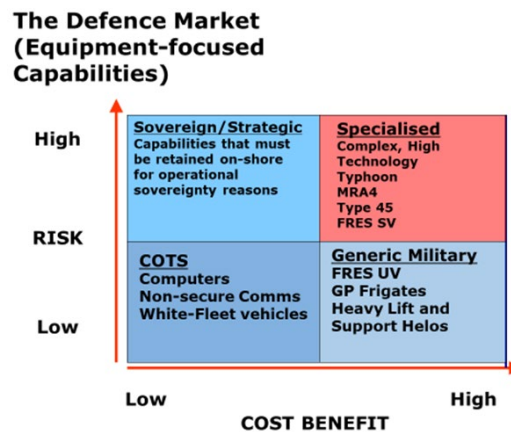 The Defence Market
(Equipment-focused
Capabilities)
High
RISK
Low
Sovereign/Strategic
Capabilities that must
be retained on-shore
for operational
sovereignty reasons
Specialised
Complex, High
Technology
Typhoon
MRA4
Type 45
FRES SV
COTS
Computers
Non-secure Comms
White-Fleet vehicles
Generic Military
FRES UV
GP Frigates
Heavy Lift and
Support Helos
Low
High
COST BENEFIT